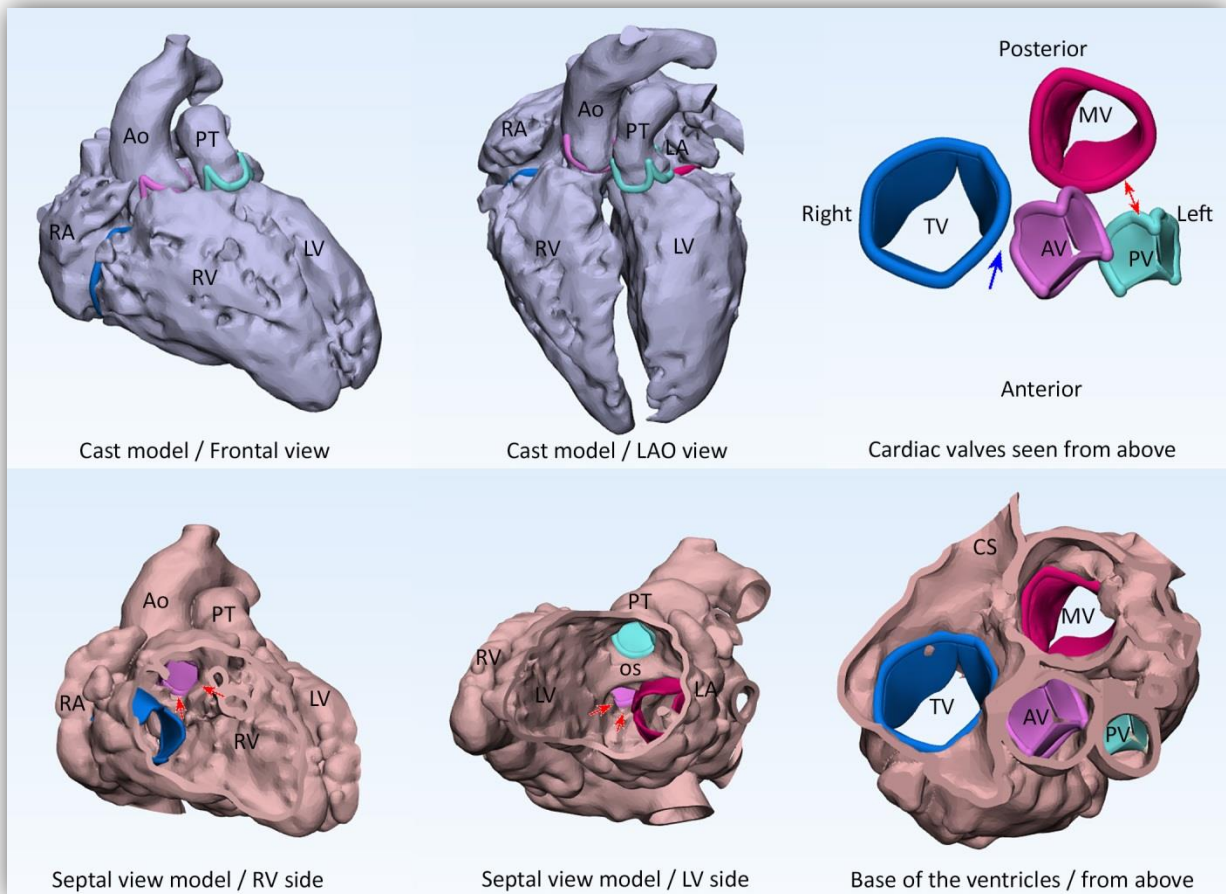 Ao
PT
RA
RV
LV
Cast model / Frontal view
Ao
RA
PT
LA
RV
LV
Cast model / LAO view
Posterior
MV
Right
TV
AV
PV
Left
Anterior
Cardiac valves seen from above
Ao
PT
RA
LV
RV
Septal view model / RV side
PT
RV
OS
LV
LA
Septal view model / LV side
CS
MV
TV
AV
PV
Base of the ventricles / from above